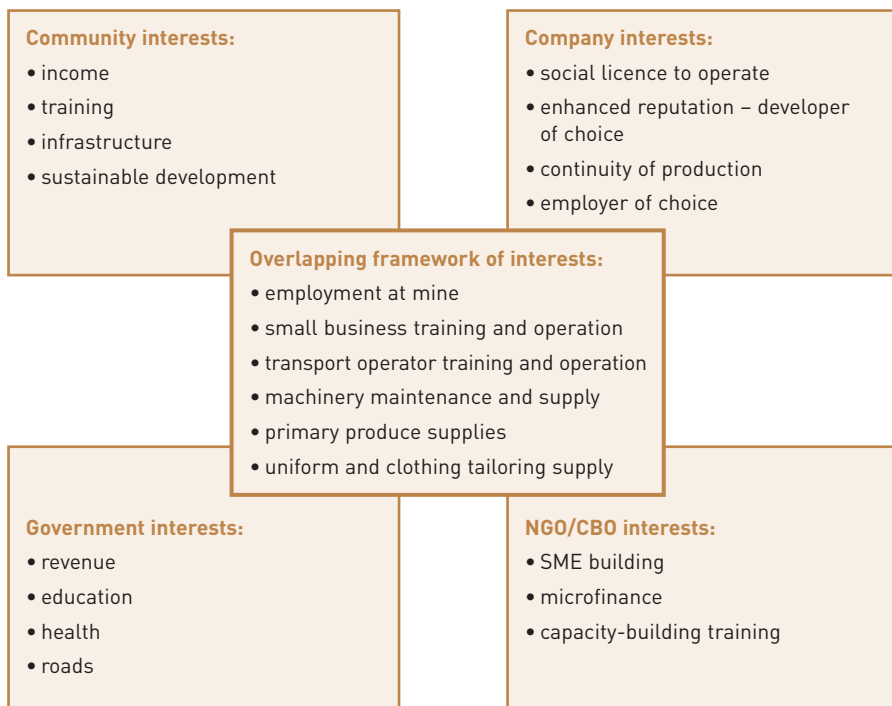 Community interests:
• income
• training
• infrastructure
• sustainable development
Company interests:
• social licence to operate
• enhanced reputation – developer
of choice
• continuity of production
• employer of choice
Overlapping framework of interests:
• employment at mine
• small business training and operation
• transport operator training and operation
• machinery maintenance and supply
• primary produce supplies
• uniform and clothing tailoring supply
Government interests:
• revenue
• education
• health
• roads
NGO/CBO interests:
• SME building
• microfinance
• capacity-building training